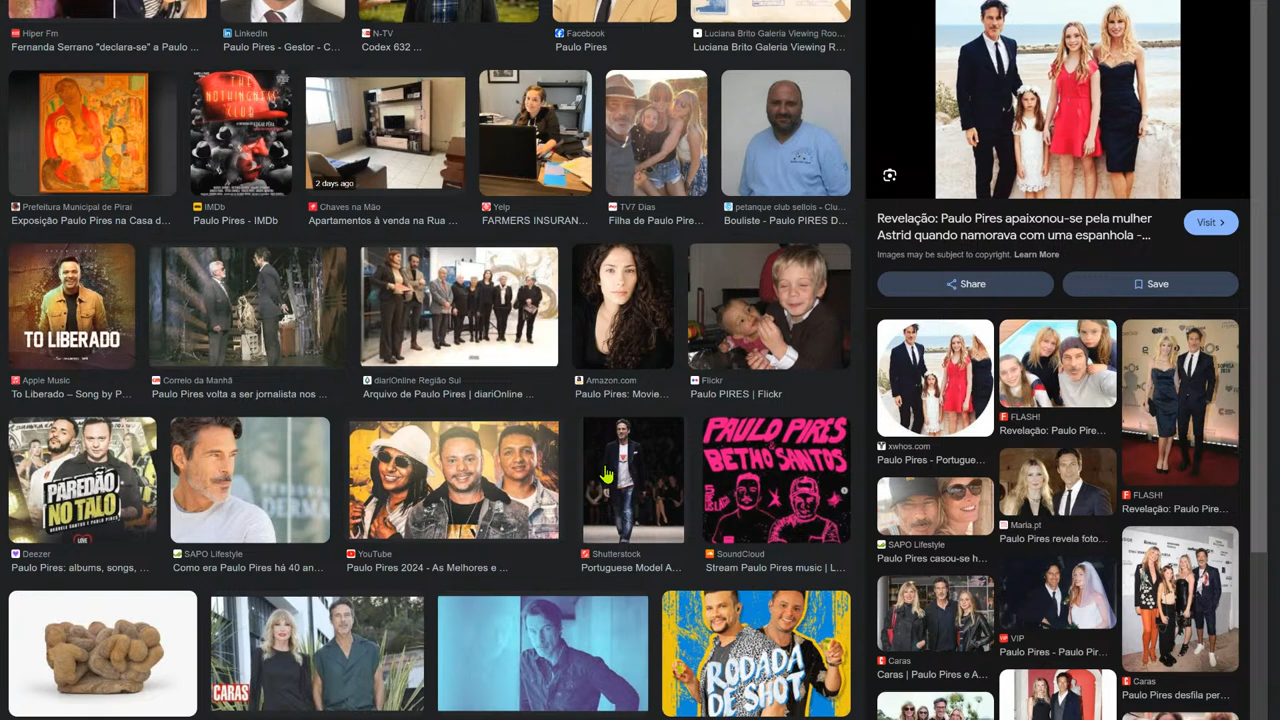 Hiper Fm
Fernanda Serrano "declara-se" a Paulo ...
LinkedIn
Paulo Pires - Gestor - C...
N-TV
Codex 632 ...
Facebook
Paulo Pires
Luciana Brito Galeria Viewing Roo...
Luciana Brito Galeria Viewing R...
THE
NOTHINGNESS
CLUB
2 days ago
Prefeitura Municipal de Piraí
Exposição Paulo Pires na Casa d...
IMDb
Paulo Pires - IMDb
Chaves na Mão
Apartamentos à venda na Rua ...
Yelp
FARMERS INSURAN...
TV7 Dias
Filha de Paulo Pire...
petanque club sellois - Clu...
Bouliste - Paulo PIRES D...
TO LIBERADO
Apple Music
To Liberado – Song by P...
Correio da Manhã
Paulo Pires volta a ser jornalista nos ...
diariOnline Região Sul
Arquivo de Paulo Pires | diariOnline ...
Amazon.com
Paulo Pires: Movie...
Flickr
Paulo PIRES | Flickr
PAREDÃO
NO TALO
PAULO PIRES
BETHO SANTOS
Deezer
Paulo Pires: albums, songs, ...
SAPO Lifestyle
Como era Paulo Pires há 40 an...
YouTube
Paulo Pires 2024 - As Melhores e ...
Shutterstock
Portuguese Model A...
SoundCloud
Stream Paulo Pires music | L...
CARAS
RODADA
DE SHOT
Revelação: Paulo Pires apaixonou-se pela mulher
Astrid quando namorava com uma espanhola -...
Visit
Images may be subject to copyright. Learn More
Share
Save
xwhos.com
Paulo Pires - Portugue...
FLASH!
Revelação: Paulo Pire...
FLASH!
Revelação: Paulo Pire...
SAPO Lifestyle
Paulo Pires casou-se h...
Maria.pt
Paulo Pires revela foto...
Caras
Caras | Paulo Pires e A...
VIP
Paulo Pires - Paulo Pir...
Caras
Paulo Pires desfila per...